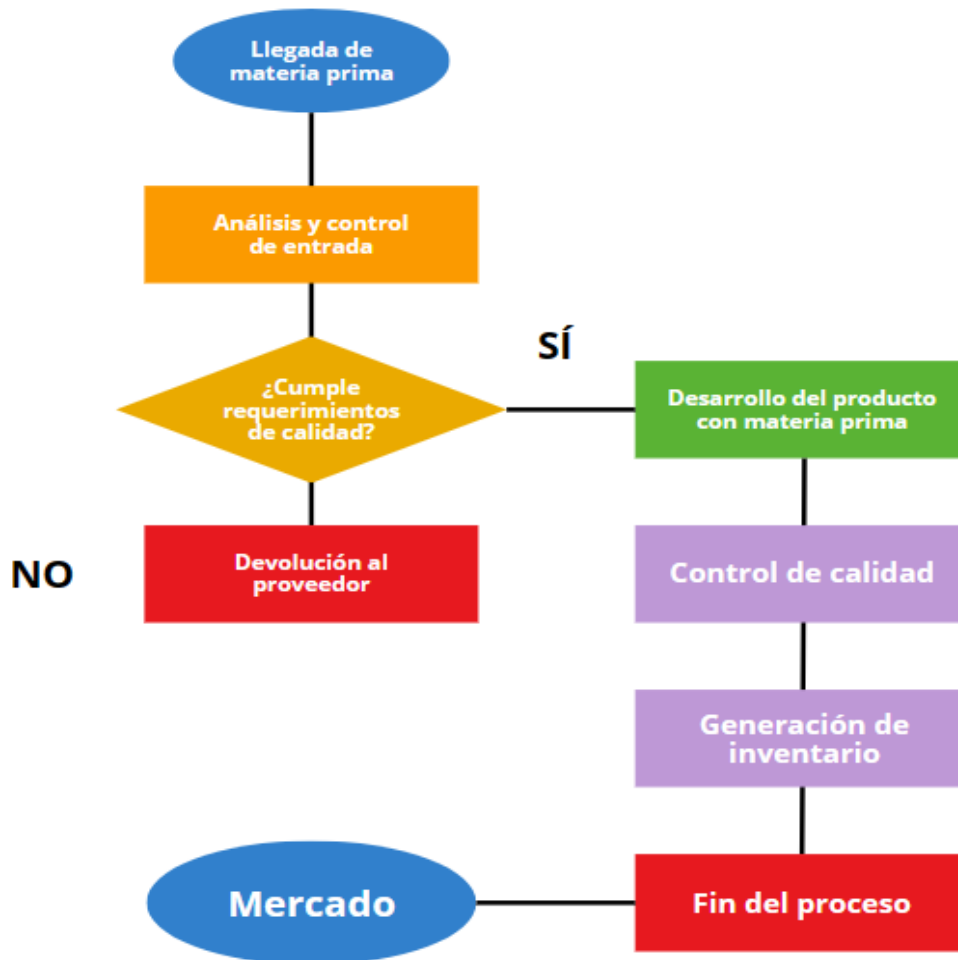 Llegada de
materia prima
Análisis y control
de entrada
¿Cumple
requerimientos
de calidad?
SÍ
Desarrollo del producto
con materia prima
NO
Devolución al
proveedor
Control de calidad
Generación de
inventario
Mercado
Fin del proceso